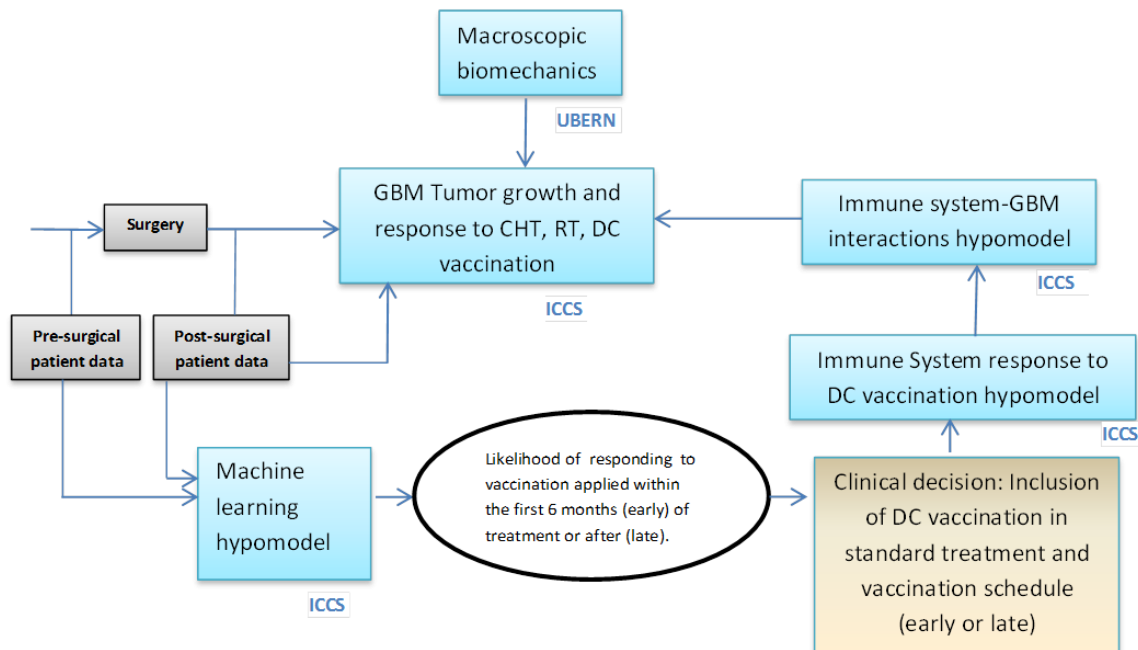 Macroscopic
biomechanics
UBERN
GBM Tumor growth and
response to CHT, RT, DC
vaccination
ICCS
Immune system-GBM
interactions hypomodel
ICCS
Surgery
Pre-surgical
patient data
Post-surgical
patient data
Immune System response to
DC vaccination hypomodel
ICCS
Machine
learning
hypomodel
ICCS
Likelihood of responding to
vaccination applied within
the first 6 months (early) of
treatment or after (late).
Clinical decision: Inclusion
of DC vaccination in
standard treatment and
vaccination schedule
(early or late)